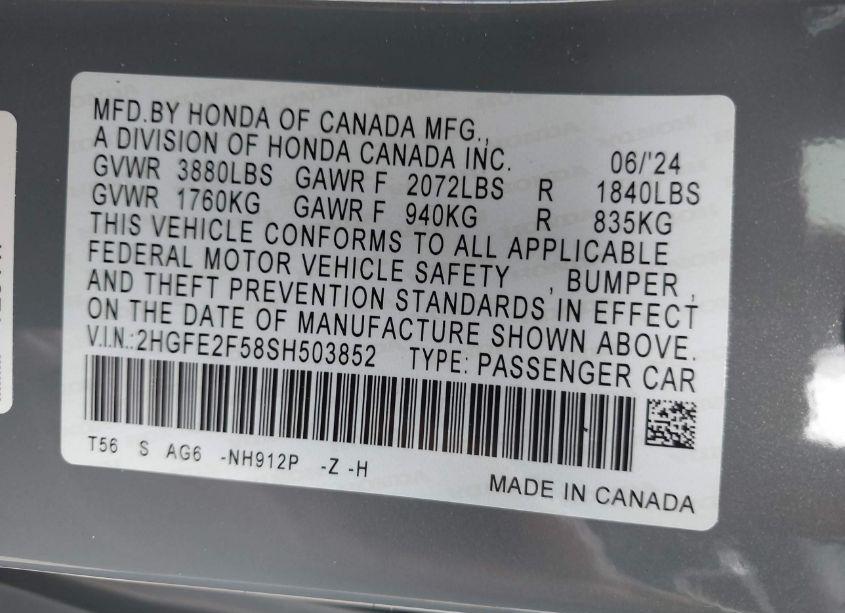 MFD.BY HONDA OF CANADA MFG.,
A DIVISION OF HONDA CANADA INC. 06/'24
GVWR 3880LBS GAWR F 2072LBS R 1840LBS
GVWR 1760KG GAWR F 940KG R 835KG
THIS VEHICLE CONFORMS TO ALL APPLICABLE
FEDERAL MOTOR VEHICLE SAFETY , BUMPER ,
AND THEFT PREVENTION STANDARDS IN EFFECT
ON THE DATE OF MANUFACTURE SHOWN ABOVE.
V.I.N.:2HGFE2F58SH503852 TYPE: PASSENGER CAR
T56 S AG6 -NH912P -Z -H
MADE IN CANADA